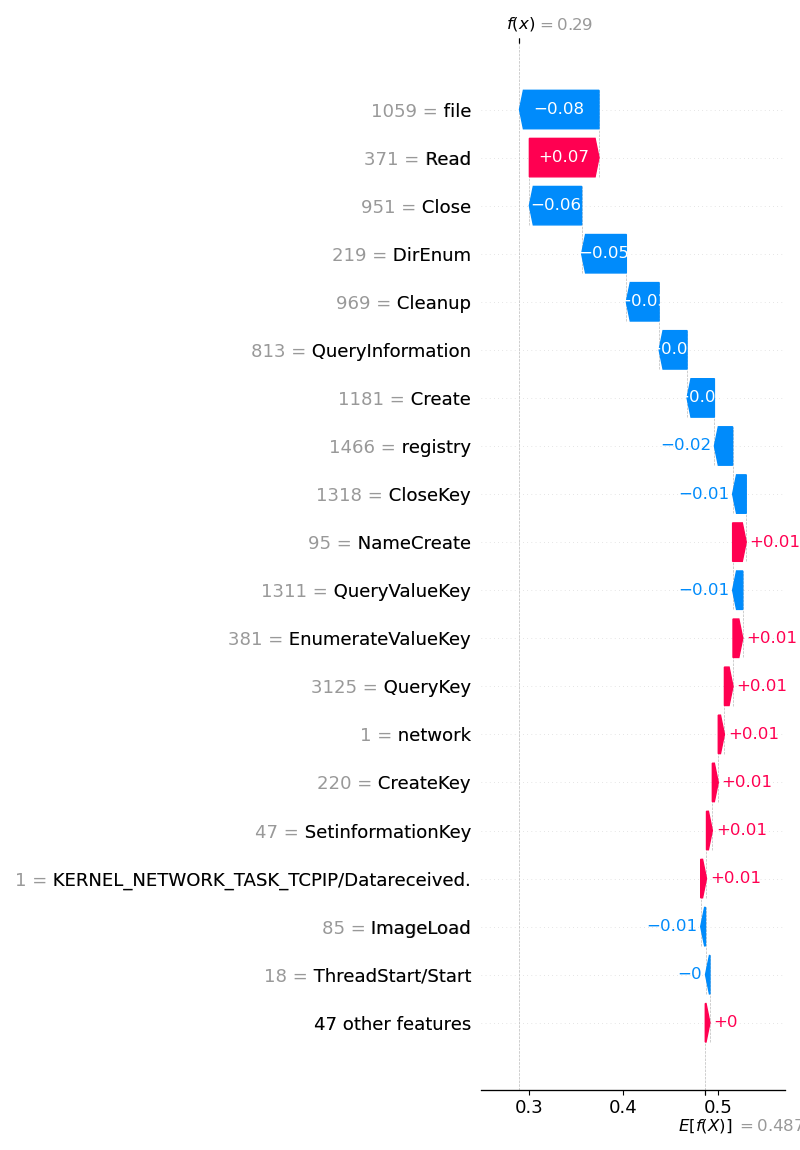 f(x) = 0.29
1059 = file −0.08
371 = Read +0.07
951 = Close −0.06
219 = DirEnum −0.05
969 = Cleanup
813 = QueryInformation
1181 = Create
1466 = registry −0.02
1318 = CloseKey −0.01
95 = NameCreate +0.01
1311 = QueryValueKey −0.01
381 = EnumerateValueKey +0.01
3125 = QueryKey +0.01
1 = network +0.01
220 = CreateKey +0.01
47 = SetinformationKey +0.01
1 = KERNEL_NETWORK_TASK_TCPIP/Datareceived. +0.01
85 = ImageLoad −0.01
18 = ThreadStart/Start −0
47 other features +0
0.3 0.4 0.5
E[f(X)] = 0.487